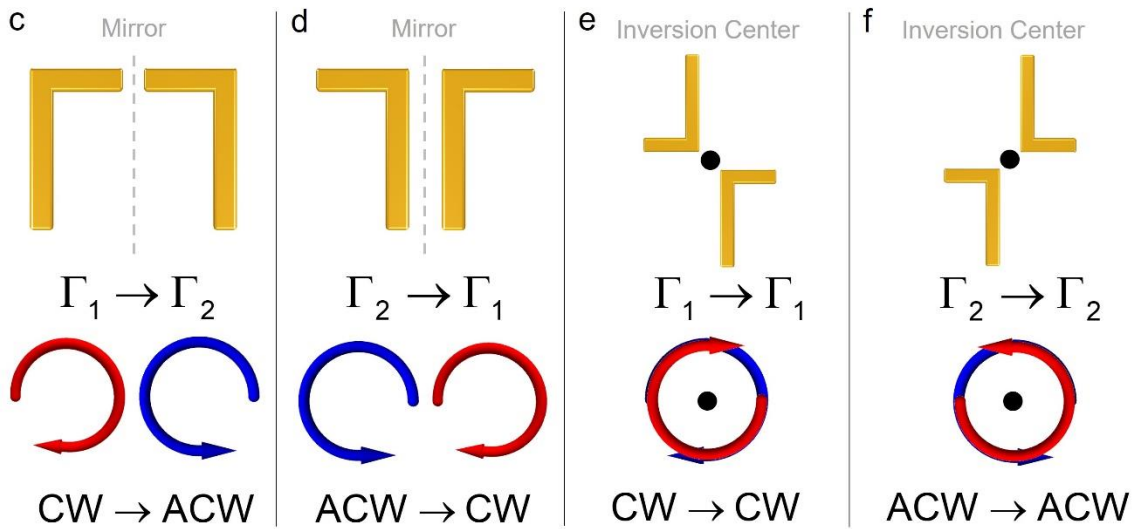 c
Mirror
Γ₁ → Γ₂
CW → ACW
d
Mirror
Γ₂ → Γ₁
ACW → CW
e
Inversion Center
Γ₁ → Γ₁
CW → CW
f
Inversion Center
Γ₂ → Γ₂
ACW → ACW